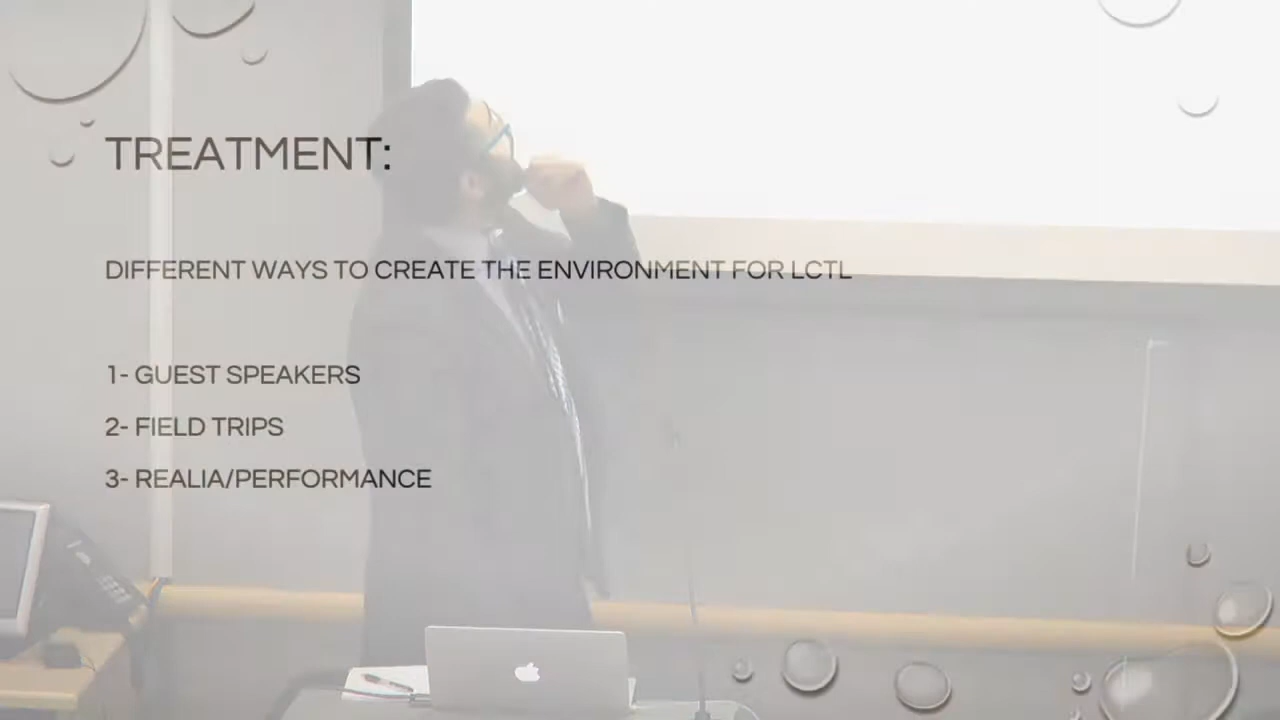 TREATMENT:
DIFFERENT WAYS TO CREATE THE ENVIRONMENT FOR LCTL
1- GUEST SPEAKERS
2- FIELD TRIPS
3- REALIA/PERFORMANCE